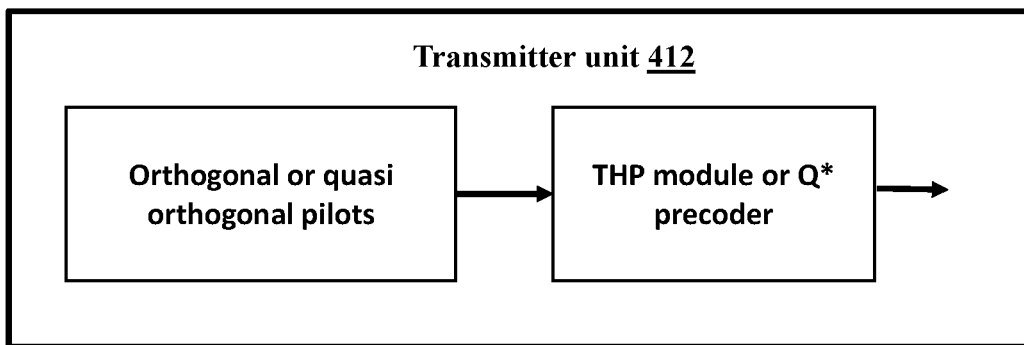 Transmitter unit 412
Orthogonal or quasi
orthogonal pilots
THP module or Q*
precoder